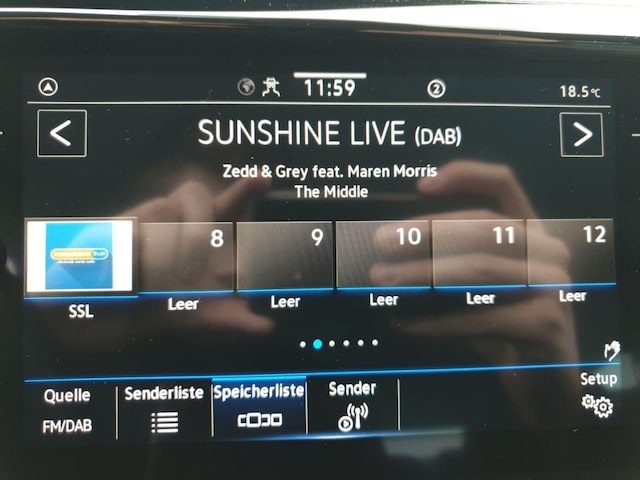 11:59
2
18.5°C
SUNSHINE LIVE (DAB)
Zedd & Grey feat. Maren Morris
The Middle
8
9
10
11
12
SSL
Leer
Leer
Leer
Leer
Leer
Quelle
FM/DAB
Senderliste
Speicherliste
Sender
Setup